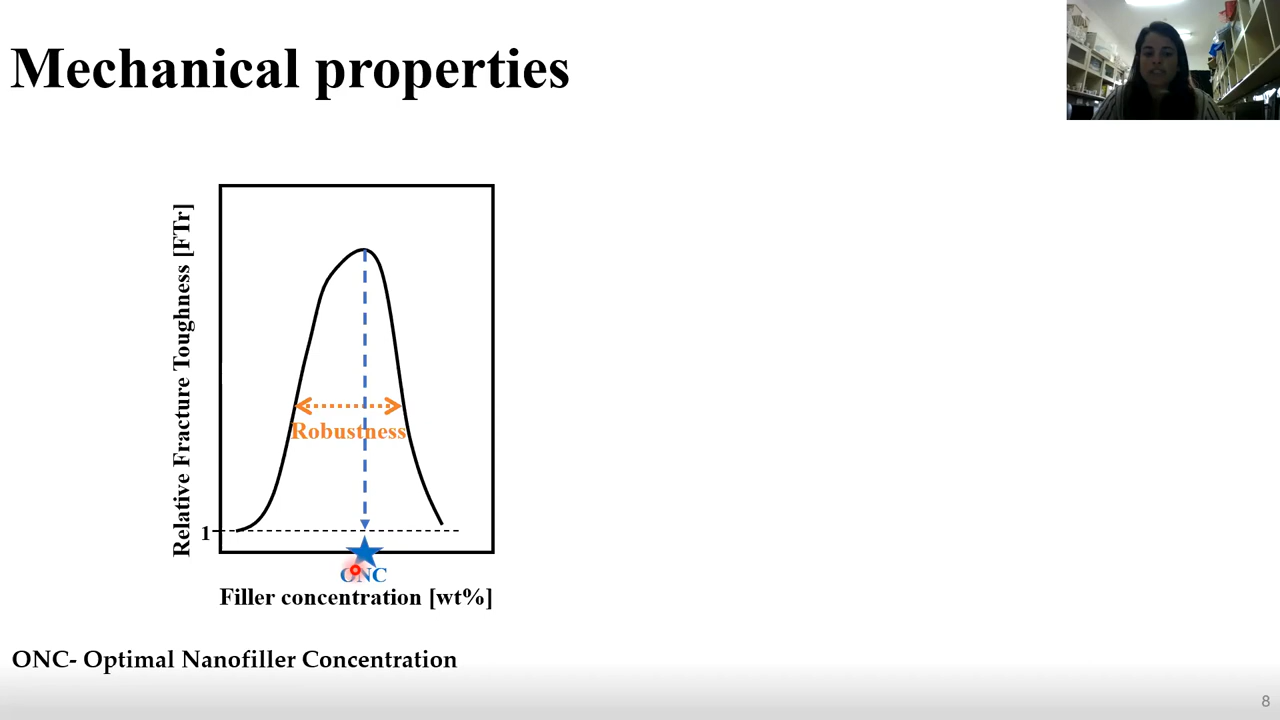 Mechanical properties
Relative Fracture Toughness [FTr]
Robustness
1
ONC
Filler concentration [wt%]
ONC- Optimal Nanofiller Concentration
8